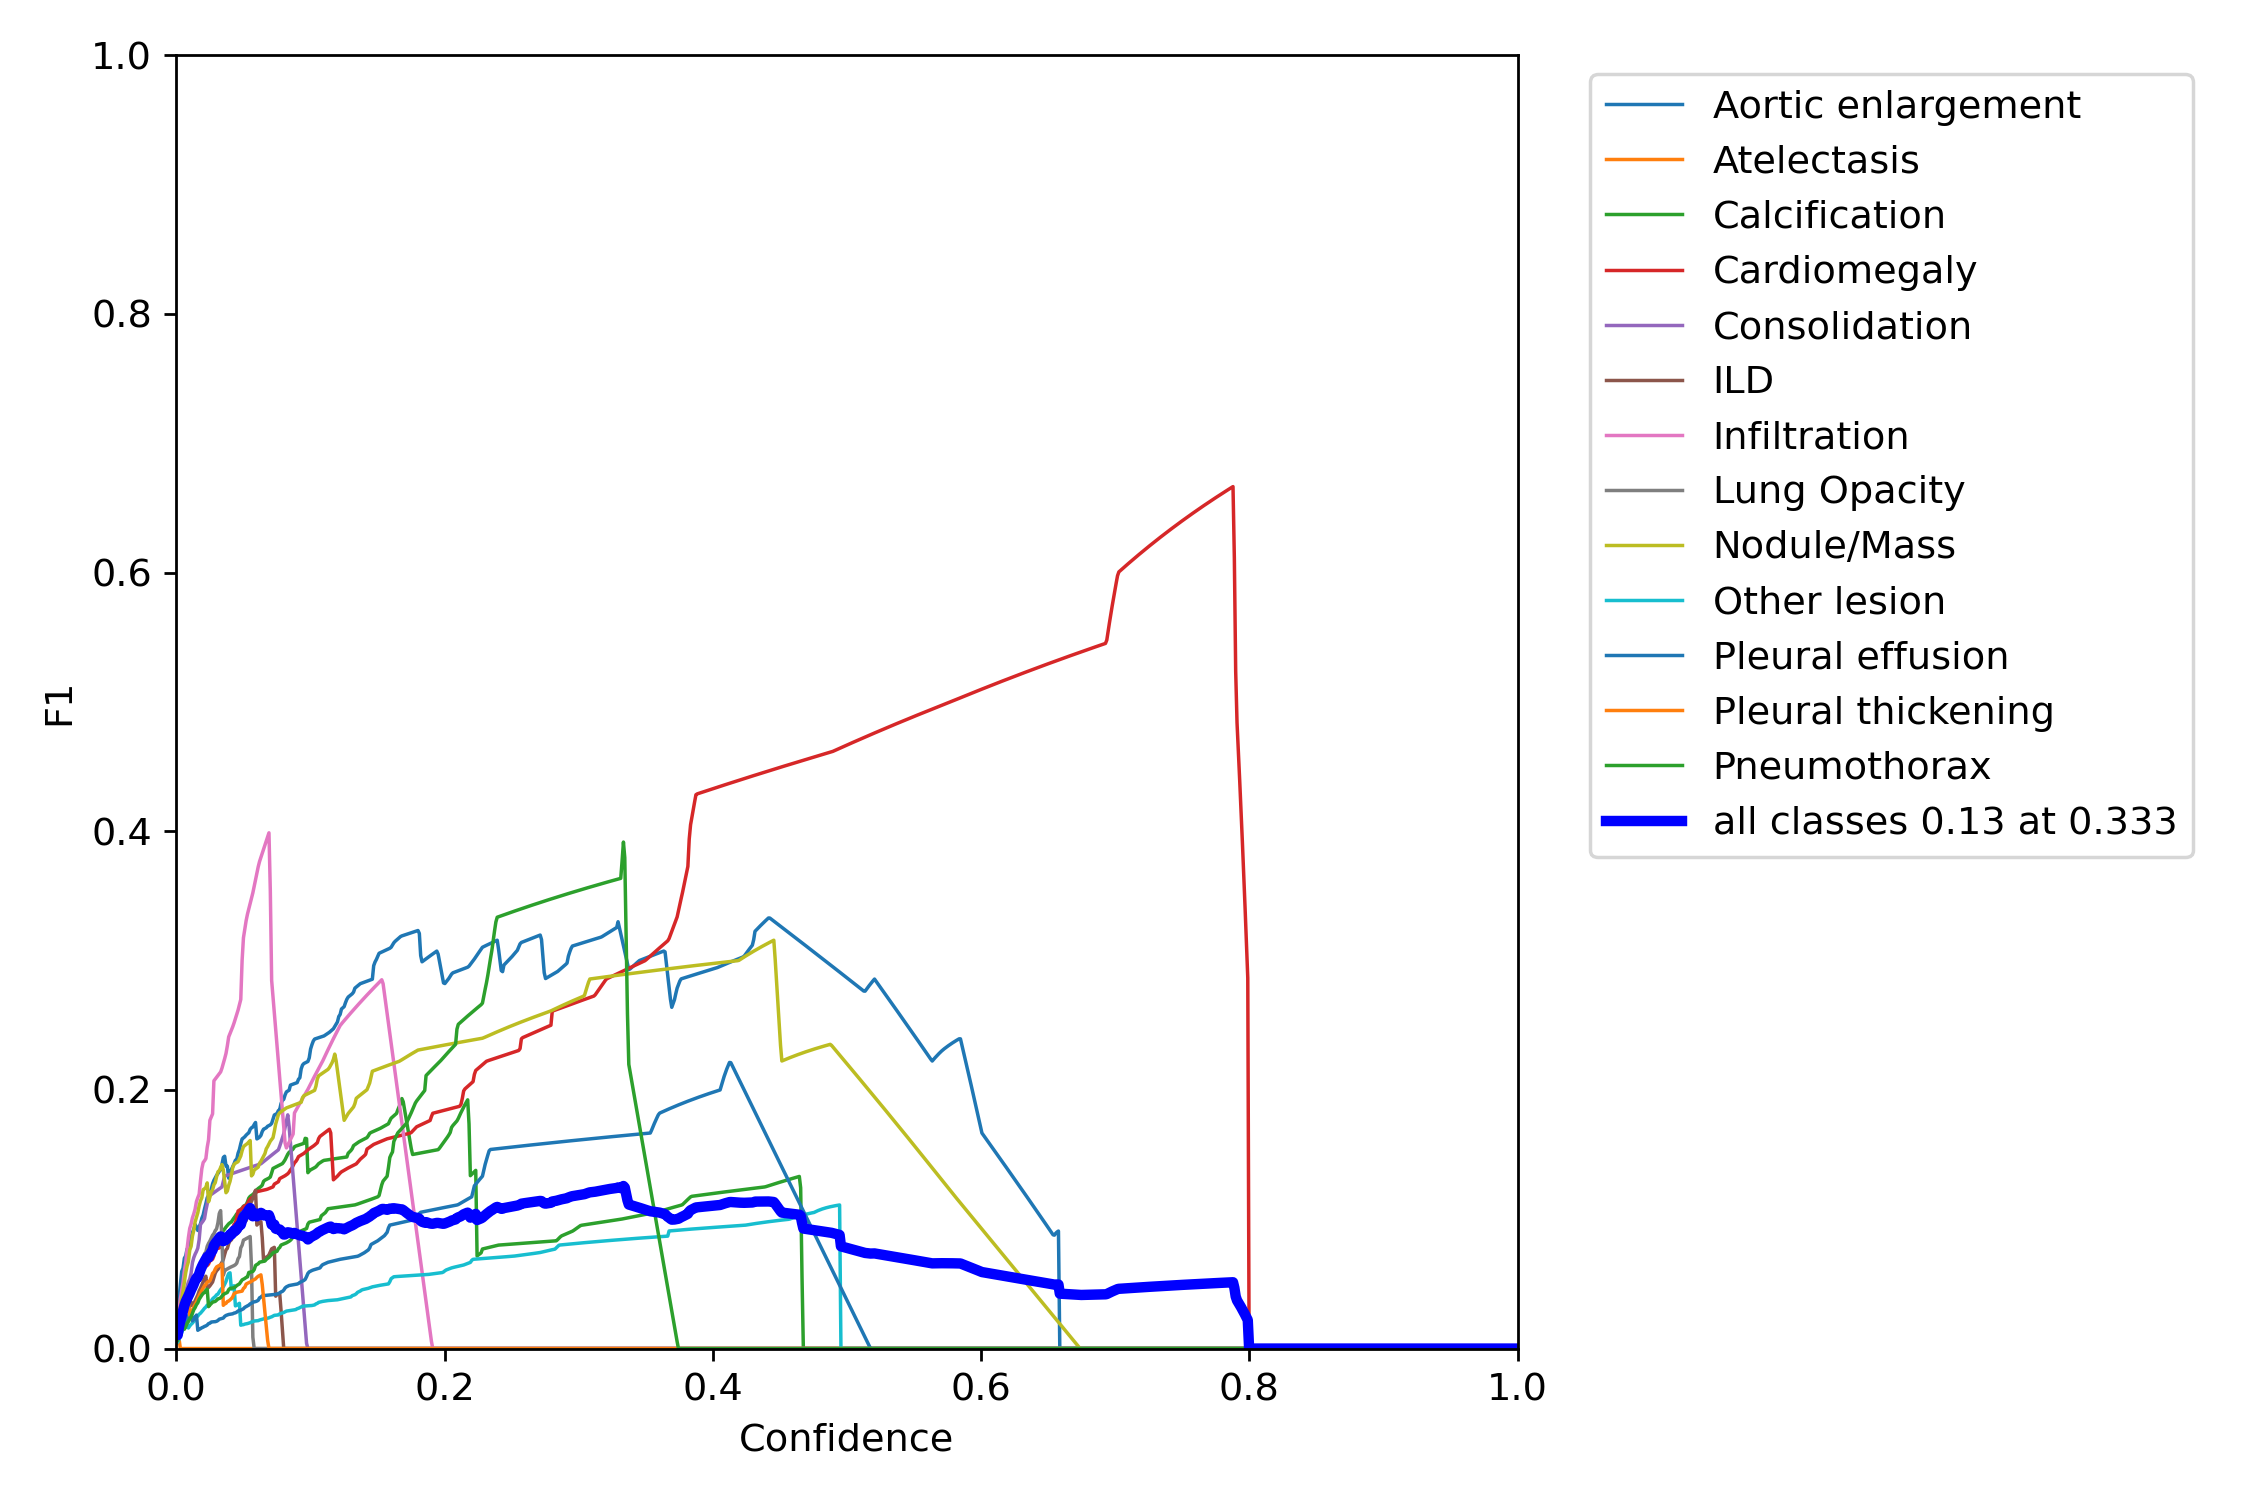 1.0
0.8
0.6
0.4
0.2
0.0
F1
0.0 0.2 0.4 0.6 0.8 1.0
Confidence
Aortic enlargement
Atelectasis
Calcification
Cardiomegaly
Consolidation
ILD
Infiltration
Lung Opacity
Nodule/Mass
Other lesion
Pleural effusion
Pleural thickening
Pneumothorax
all classes 0.13 at 0.333